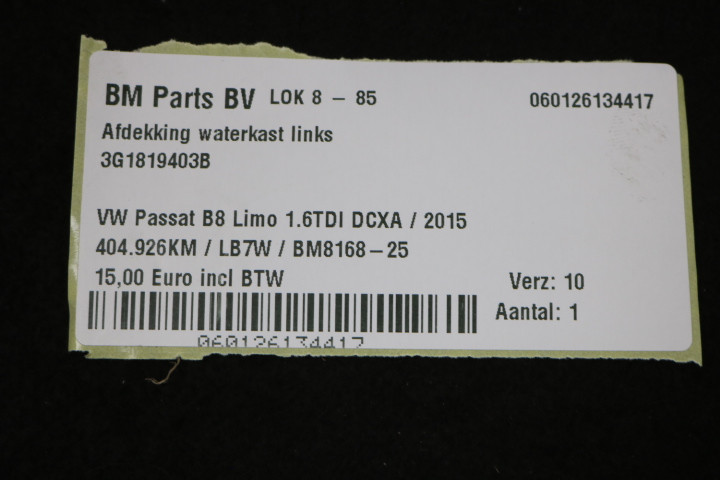 BM Parts BV LOK 8 - 85 060126134417
Afdekking waterkast links
3G1819403B
VW Passat B8 Limo 1.6TDI DCXA / 2015
404.926KM / LB7W / BM8168-25
15,00 Euro incl BTW Verz: 10
Aantal: 1
060126134417